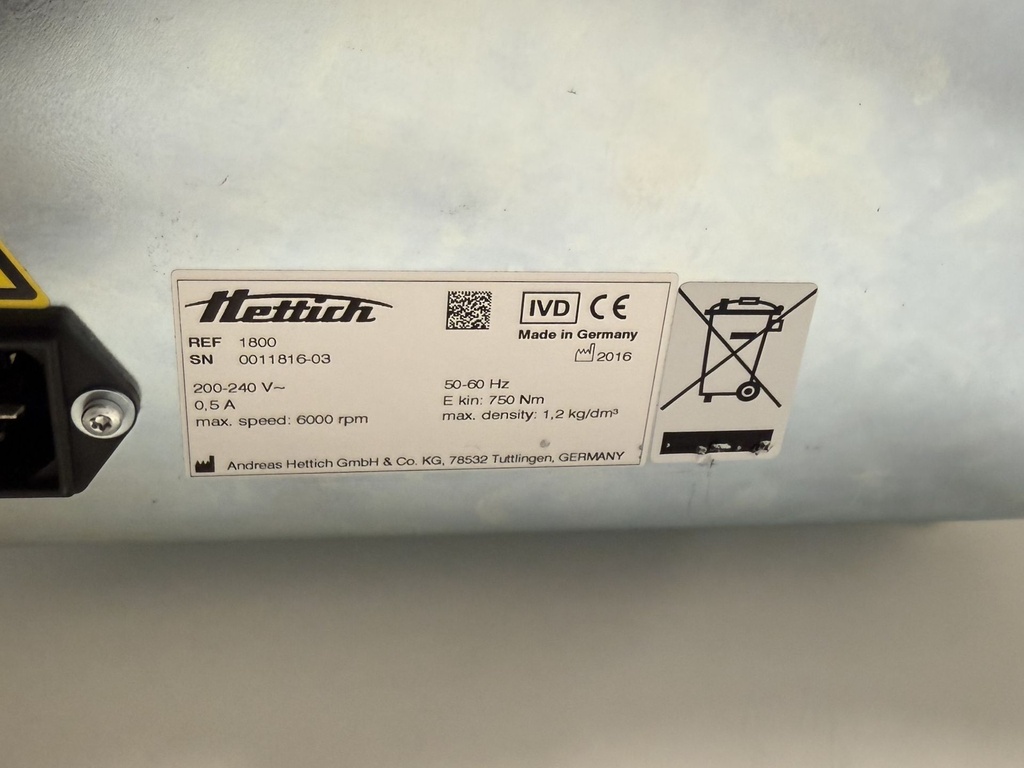 Hettich
IVD CE
Made in Germany
2016
REF 1800
SN 0011816-03
200-240 V~
50-60 Hz
0,5 A
E kin: 750 Nm
max. speed: 6000 rpm
max. density: 1,2 kg/dm³
Andreas Hettich GmbH & Co. KG, 78532 Tuttlingen, GERMANY